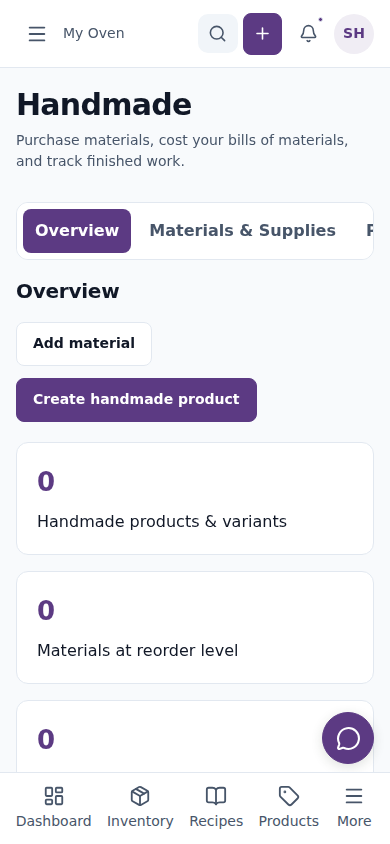 My Oven
SH
Handmade
Purchase materials, cost your bills of materials,
and track finished work.
Overview
Materials & Supplies
Overview
Add material
Create handmade product
0
Handmade products & variants
0
Materials at reorder level
0
Dashboard
Inventory
Recipes
Products
More